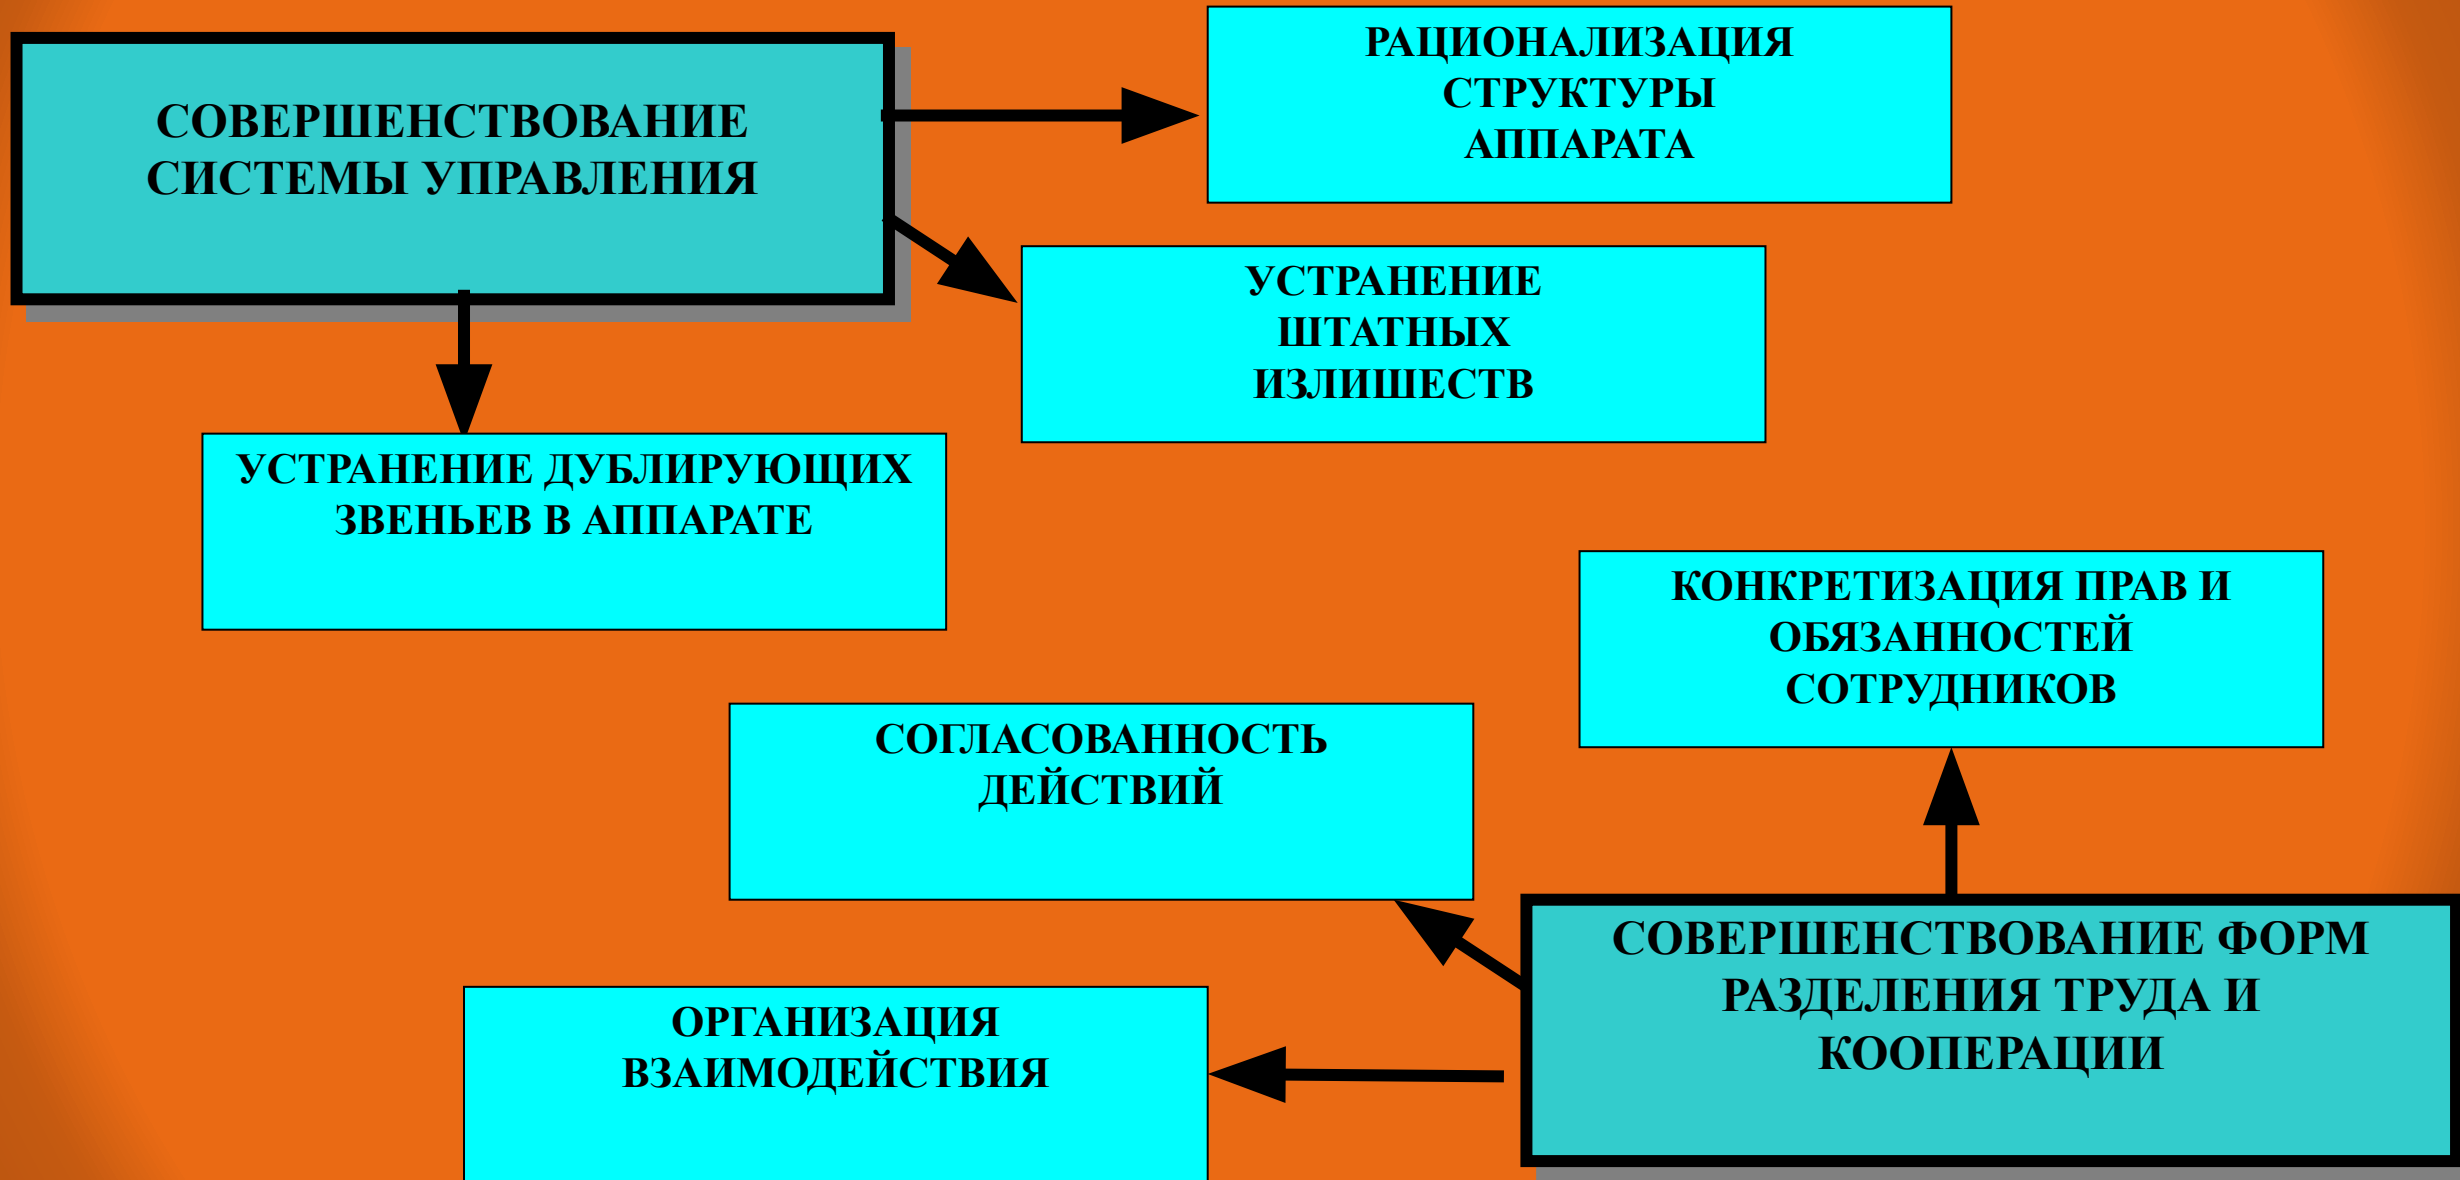 СОВЕРШЕНСТВОВАНИЕ
СИСТЕМЫ УПРАВЛЕНИЯ
РАЦИОНАЛИЗАЦИЯ
СТРУКТУРЫ
АППАРАТА
УСТРАНЕНИЕ
ШТАТНЫХ
ИЗЛИШЕСТВ
УСТРАНЕНИЕ ДУБЛИРУЮЩИХ
ЗВЕНЬЕВ В АППАРАТЕ
КОНКРЕТИЗАЦИЯ ПРАВ И
ОБЯЗАННОСТЕЙ
СОТРУДНИКОВ
СОГЛАСОВАННОСТЬ
ДЕЙСТВИЙ
СОВЕРШЕНСТВОВАНИЕ ФОРМ
РАЗДЕЛЕНИЯ ТРУДА И
КООПЕРАЦИИ
ОРГАНИЗАЦИЯ
ВЗАИМОДЕЙСТВИЯ